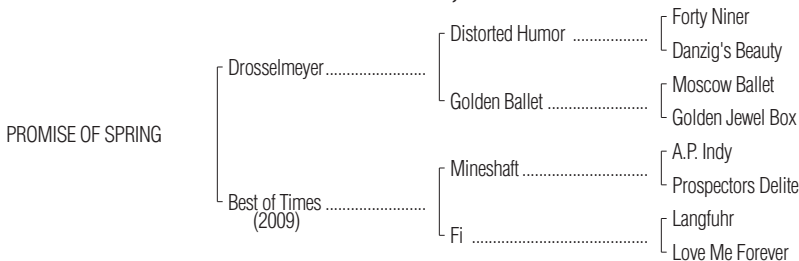 Forty Niner
Distorted Humor ..................
Danzig's Beauty
Drosselmeyer........................
Moscow Ballet
Golden Ballet ........................
Golden Jewel Box
PROMISE OF SPRING
A.P. Indy
Mineshaft ..............................
Prospectors Delite
Best of Times ........................
(2009)
Langfuhr
Fi ..........................................
Love Me Forever